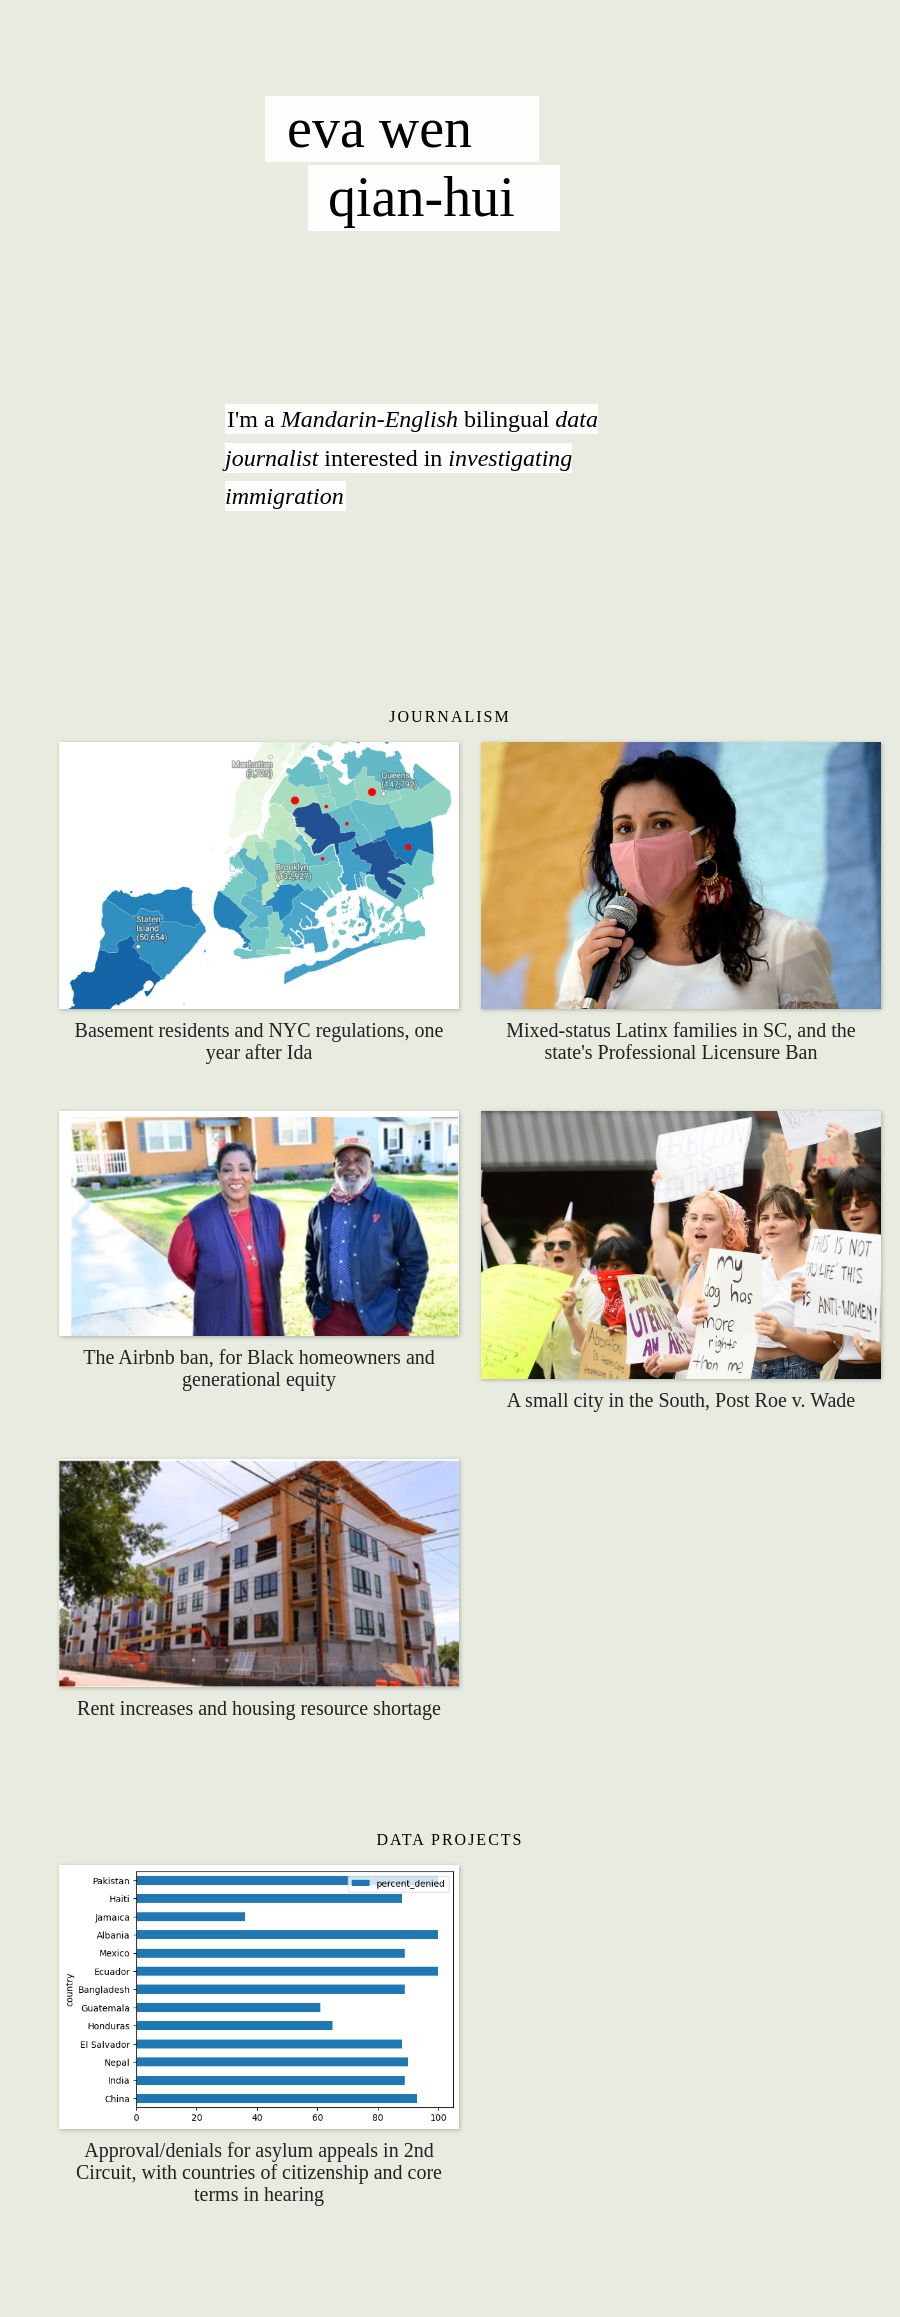 eva wen
qian-hui
I'm a Mandarin-English bilingual data
journalist interested in investigating
immigration
JOURNALISM
Manhattan
Queens
(147,792)
Brooklyn
(132,927)
Staten
Island
(50,654)
Basement residents and NYC regulations, one
year after Ida
Mixed-status Latinx families in SC, and the
state's Professional Licensure Ban
The Airbnb ban, for Black homeowners and
generational equity
IS
HEALTHCARE
my
dog has
more
rights
than me
THIS IS NOT
PRO-LIFE THIS
IS ANTI-WOMEN!
IF
Abortion
is Healthcare
A small city in the South, Post Roe v. Wade
Rent increases and housing resource shortage
DATA PROJECTS
percent_denied
country
Pakistan
Haiti
Jamaica
Albania
Mexico
Ecuador
Bangladesh
Guatemala
Honduras
El Salvador
Nepal
India
China
0 20 40 60 80 100
Approval/denials for asylum appeals in 2nd
Circuit, with countries of citizenship and core
terms in hearing